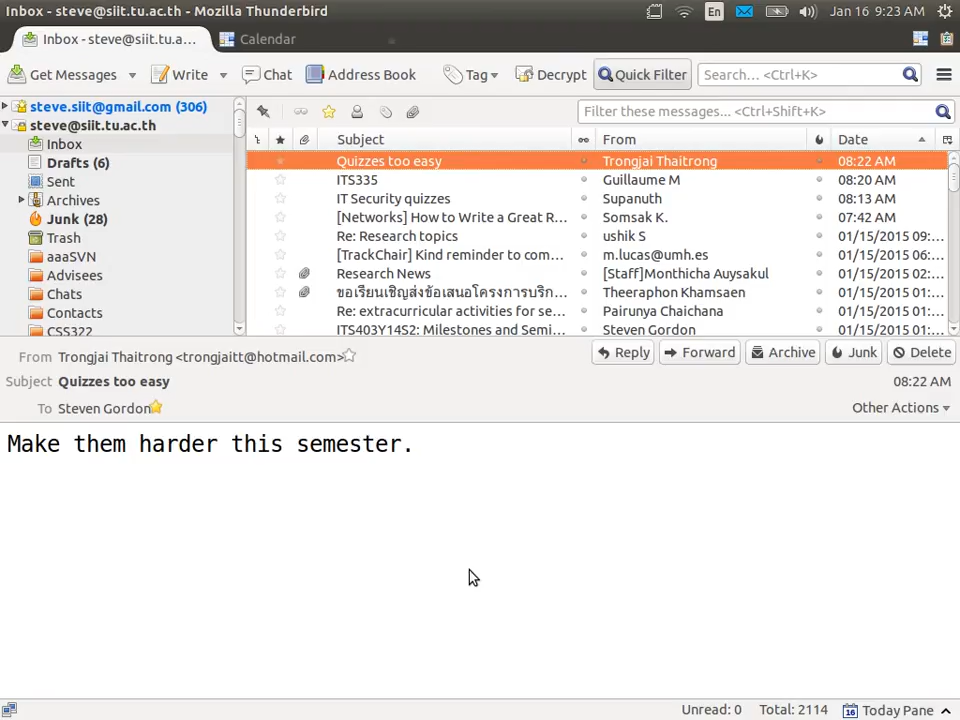 Inbox - steve@siit.tu.ac.th - Mozilla Thunderbird
En
Jan 16 9:23 AM
Inbox - steve@siit.tu.a...
Calendar
Get Messages
Write
Chat
Address Book
Tag
Decrypt
Quick Filter
Search... <Ctrl+K>
steve.siit@gmail.com (306)
steve@siit.tu.ac.th
Inbox
Drafts (6)
Sent
Archives
Junk (28)
Trash
aaaSVN
Advisees
Chats
Contacts
CSS322
Filter these messages... <Ctrl+Shift+K>
Subject From Date
Quizzes too easy Trongjai Thaitrong 08:22 AM
ITS335 Guillaume M 08:20 AM
IT Security quizzes Supanuth 08:13 AM
[Networks] How to Write a Great R... Somsak K. 07:42 AM
Re: Research topics ushik S 01/15/2015 09:...
[TrackChair] Kind reminder to com... m.lucas@umh.es 01/15/2015 06:...
Research News [Staff]Monthicha Auysakul 01/15/2015 02:...
ขอเรียนเชิญส่งข้อเสนอโครงการบริก... Theeraphon Khamsaen 01/15/2015 01:...
Re: extracurricular activities for se... Pairunya Chaichana 01/15/2015 01:...
ITS403Y14S2: Milestones and Semi... Steven Gordon 01/15/2015 01:...
From Trongjai Thaitrong <trongjaitt@hotmail.com>
Reply
Forward
Archive
Junk
Delete
Subject Quizzes too easy
08:22 AM
To Steven Gordon
Other Actions
Make them harder this semester.
Unread: 0
Total: 2114
16
Today Pane